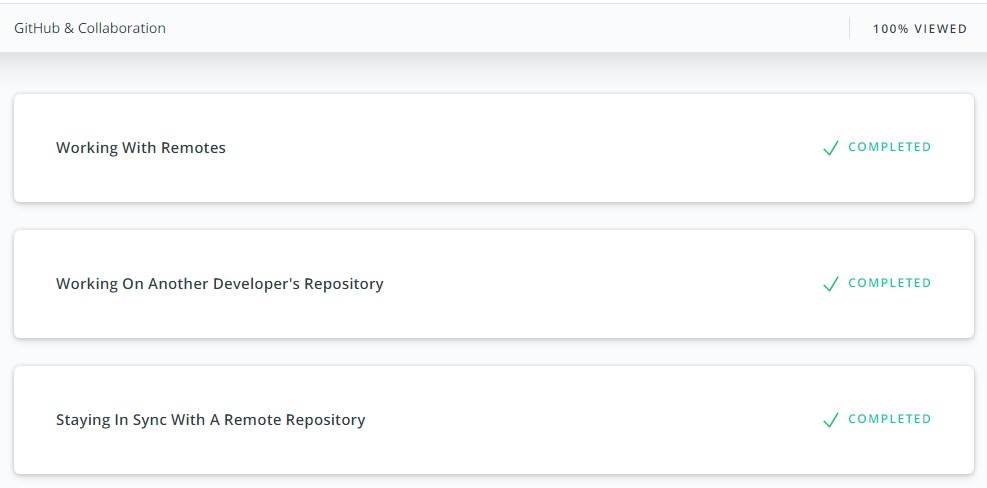 GitHub & Collaboration
100% VIEWED
Working With Remotes
COMPLETED
Working On Another Developer's Repository
COMPLETED
Staying In Sync With A Remote Repository
COMPLETED